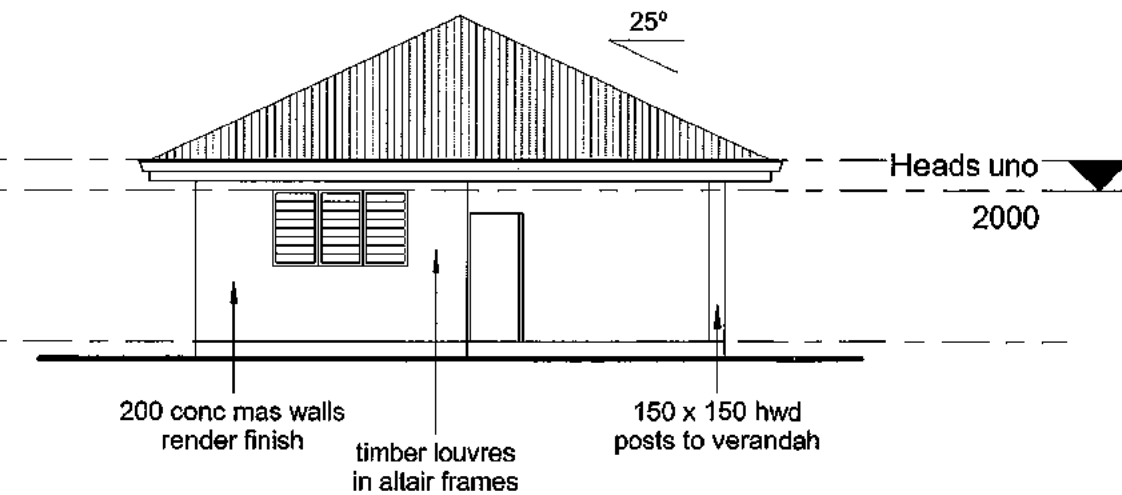 25º
Heads uno
2000
200 conc mas walls
render finish
timber louvres
in altair frames
150 x 150 hwd
posts to verandah